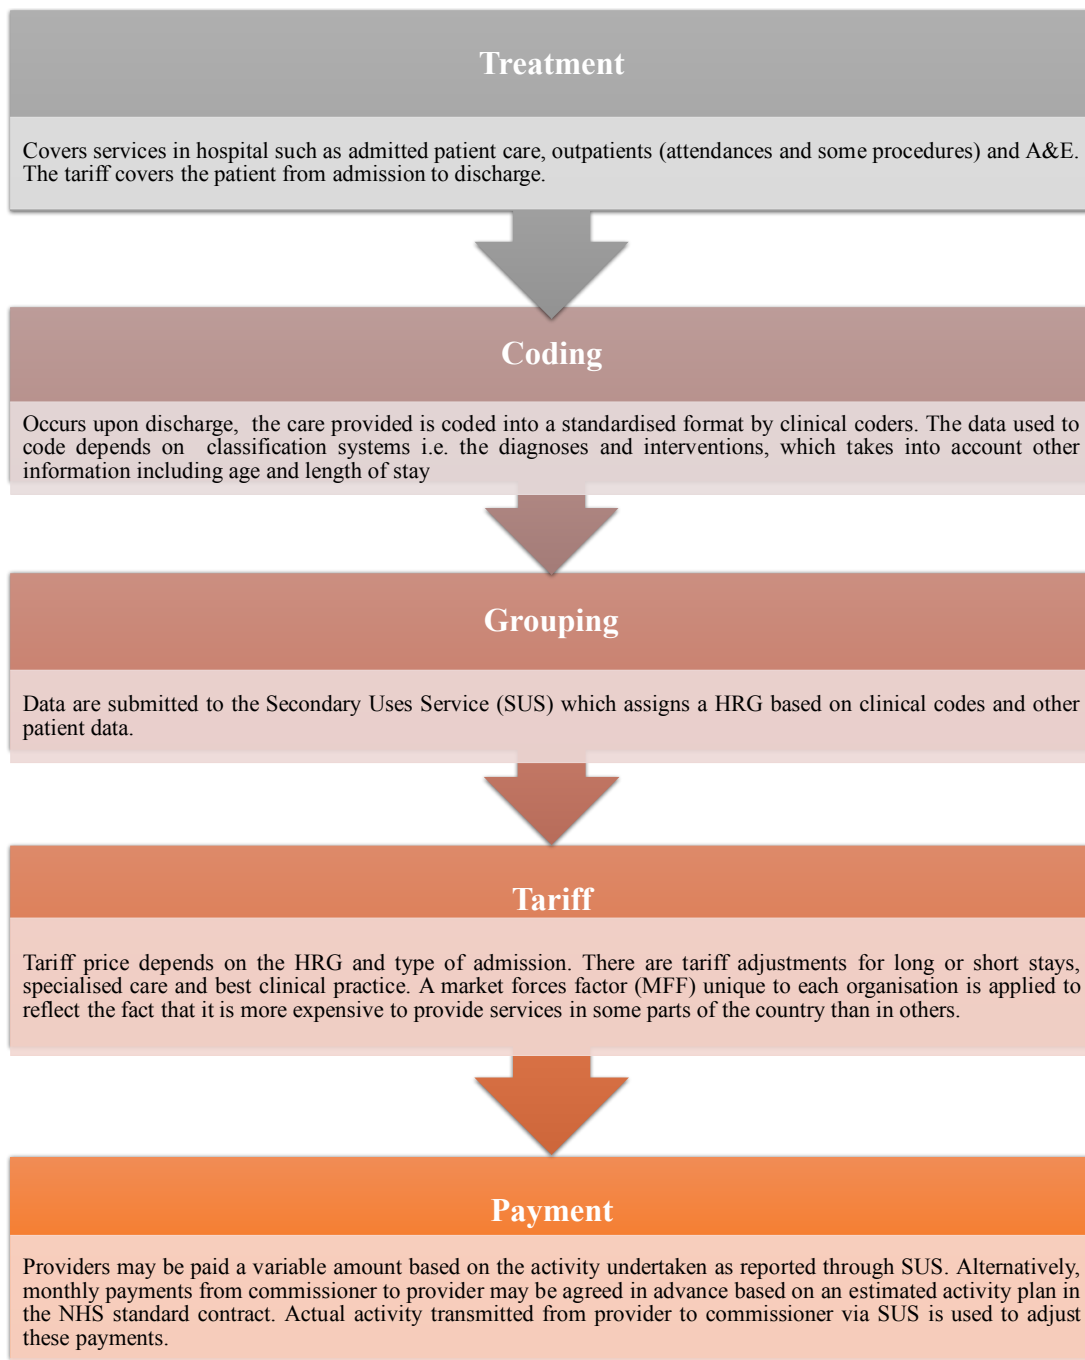 Treatment
Covers services in hospital such as admitted patient care, outpatients (attendances and some procedures) and A&E.
The tariff covers the patient from admission to discharge.
Coding
Occurs upon discharge, the care provided is coded into a standardised format by clinical coders. The data used to
code depends on classification systems i.e. the diagnoses and interventions, which takes into account other
information including age and length of stay
Grouping
Data are submitted to the Secondary Uses Service (SUS) which assigns a HRG based on clinical codes and other
patient data.
Tariff
Tariff price depends on the HRG and type of admission. There are tariff adjustments for long or short stays,
specialised care and best clinical practice. A market forces factor (MFF) unique to each organisation is applied to
reflect the fact that it is more expensive to provide services in some parts of the country than in others.
Payment
Providers may be paid a variable amount based on the activity undertaken as reported through SUS. Alternatively,
monthly payments from commissioner to provider may be agreed in advance based on an estimated activity plan in
the NHS standard contract. Actual activity transmitted from provider to commissioner via SUS is used to adjust
these payments.